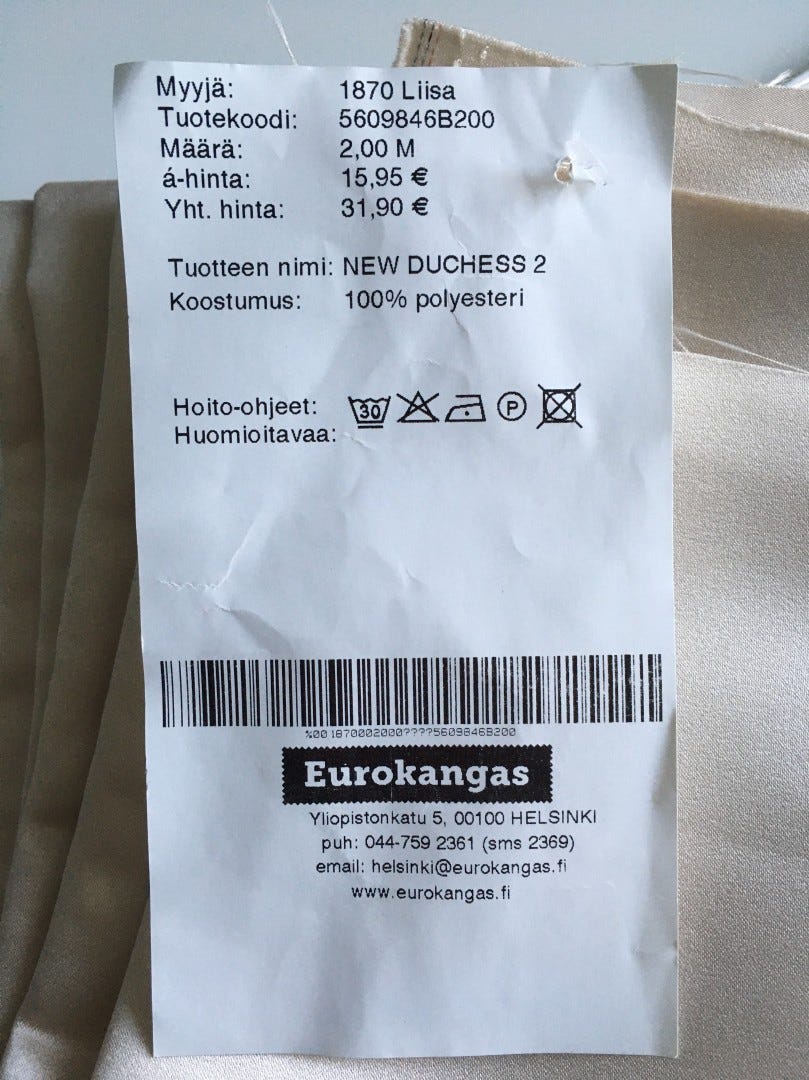 Myyjä: 1870 Liisa
Tuotekoodi: 5609846B200
Määrä: 2,00 M
á-hinta: 15,95 €
Yht. hinta: 31,90 €
Tuotteen nimi: NEW DUCHESS 2
Koostumus: 100% polyesteri
Hoito-ohjeet: 30 P
Huomioitavaa:
%00 1870002000????5609846B200
Eurokangas
Yliopistonkatu 5, 00100 HELSINKI
puh: 044-759 2361 (sms 2369)
email: helsinki@eurokangas.fi
www.eurokangas.fi